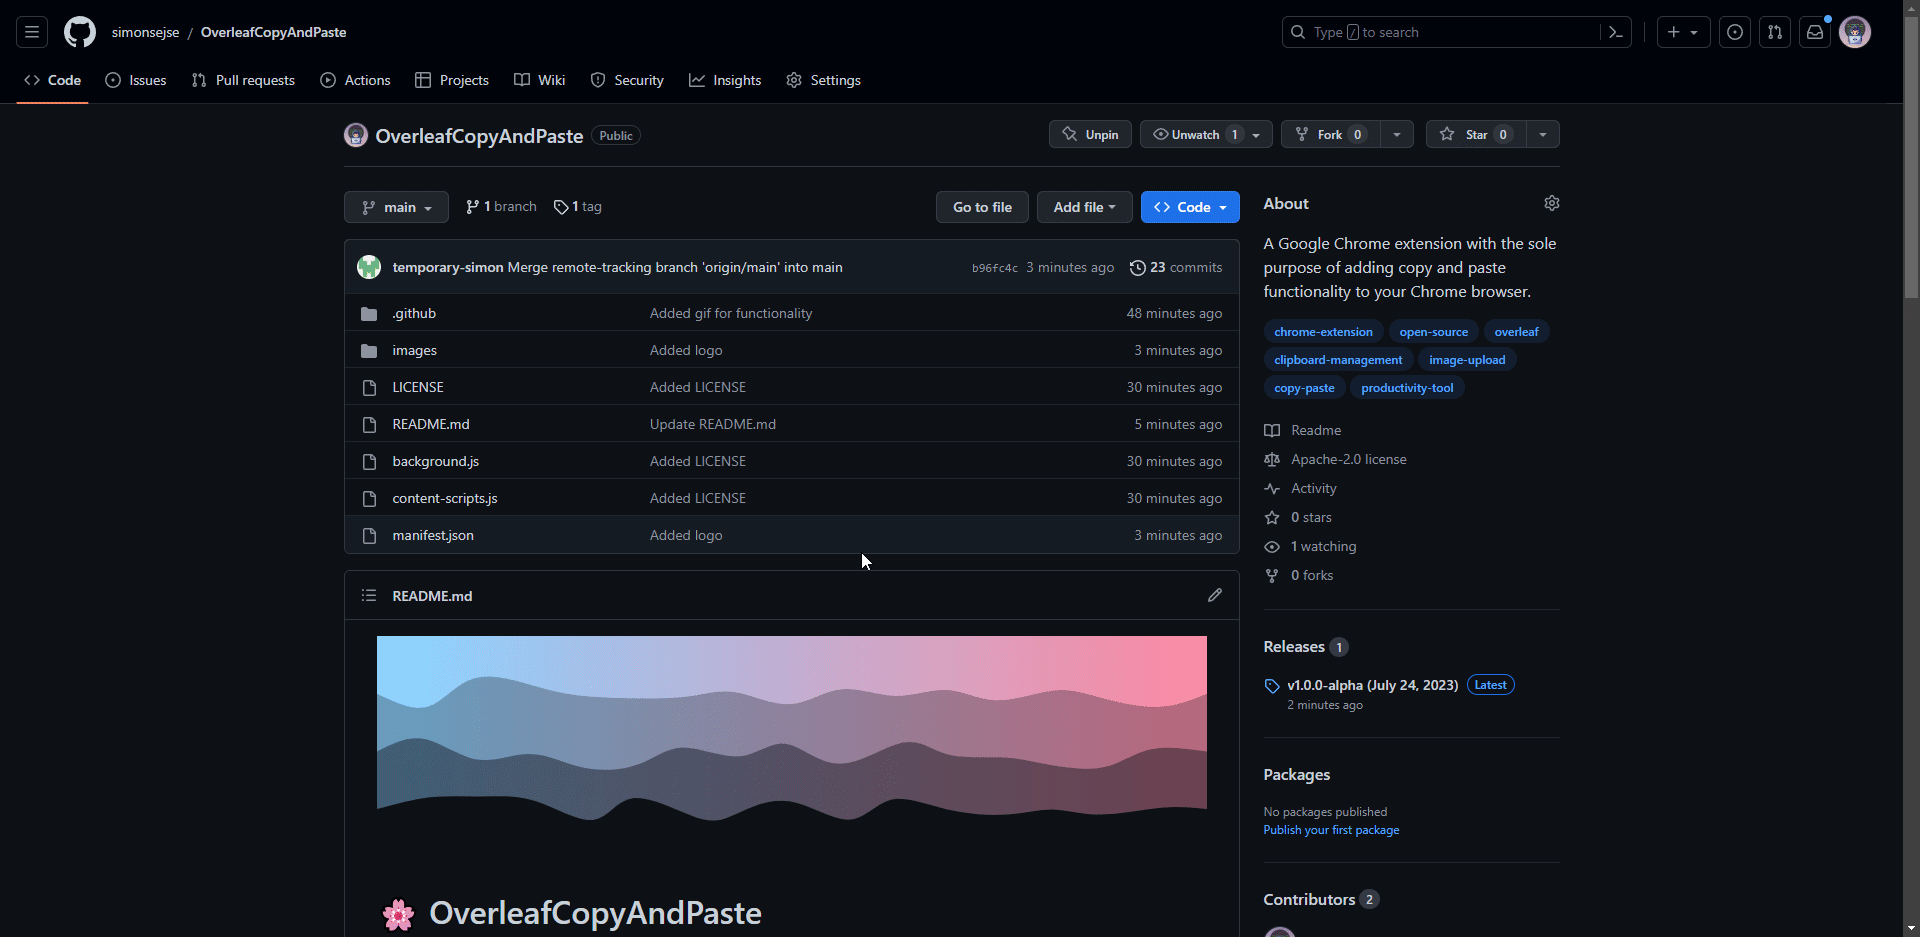 simonsejse / OverleafCopyAndPaste
Type / to search
Code Issues Pull requests Actions Projects Wiki Security Insights Settings
OverleafCopyAndPaste Public
Unpin Unwatch 1 Fork 0 Star 0
main 1 branch 1 tag
Go to file Add file Code
temporary-simon Merge remote-tracking branch 'origin/main' into main b96fc4c 3 minutes ago 23 commits
.github Added gif for functionality 48 minutes ago
images Added logo 3 minutes ago
LICENSE Added LICENSE 30 minutes ago
README.md Update README.md 5 minutes ago
background.js Added LICENSE 30 minutes ago
content-scripts.js Added LICENSE 30 minutes ago
manifest.json Added logo 3 minutes ago
README.md
OverleafCopyAndPaste
About
A Google Chrome extension with the sole
purpose of adding copy and paste
functionality to your Chrome browser.
chrome-extension open-source overleaf
clipboard-management image-upload
copy-paste productivity-tool
Readme
Apache-2.0 license
Activity
0 stars
1 watching
0 forks
Releases 1
v1.0.0-alpha (July 24, 2023) Latest
2 minutes ago
Packages
No packages published
Publish your first package
Contributors 2